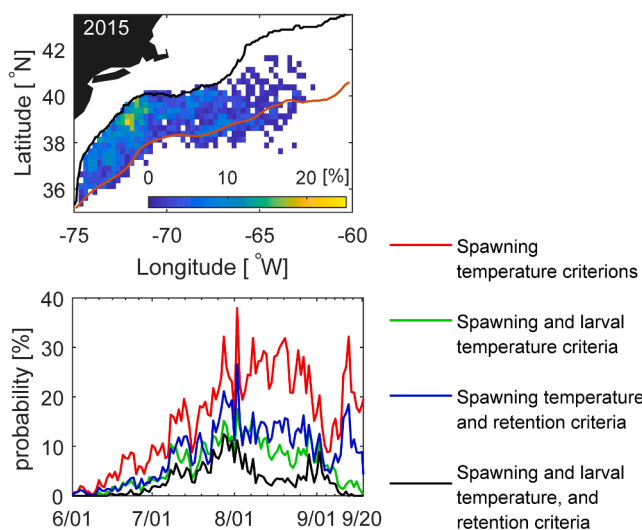 2015
Latitude [ °N]
42
40
38
36
0 10 20 [%]
-75 -70 -65 -60
Longitude [ °W]
probability [%]
40
30
20
10
0
6/01 7/01 8/01 9/01 9/20
Spawning
temperature criterions
Spawning and larval
temperature criteria
Spawning temperature
and retention criteria
Spawning and larval
temperature, and
retention criteria